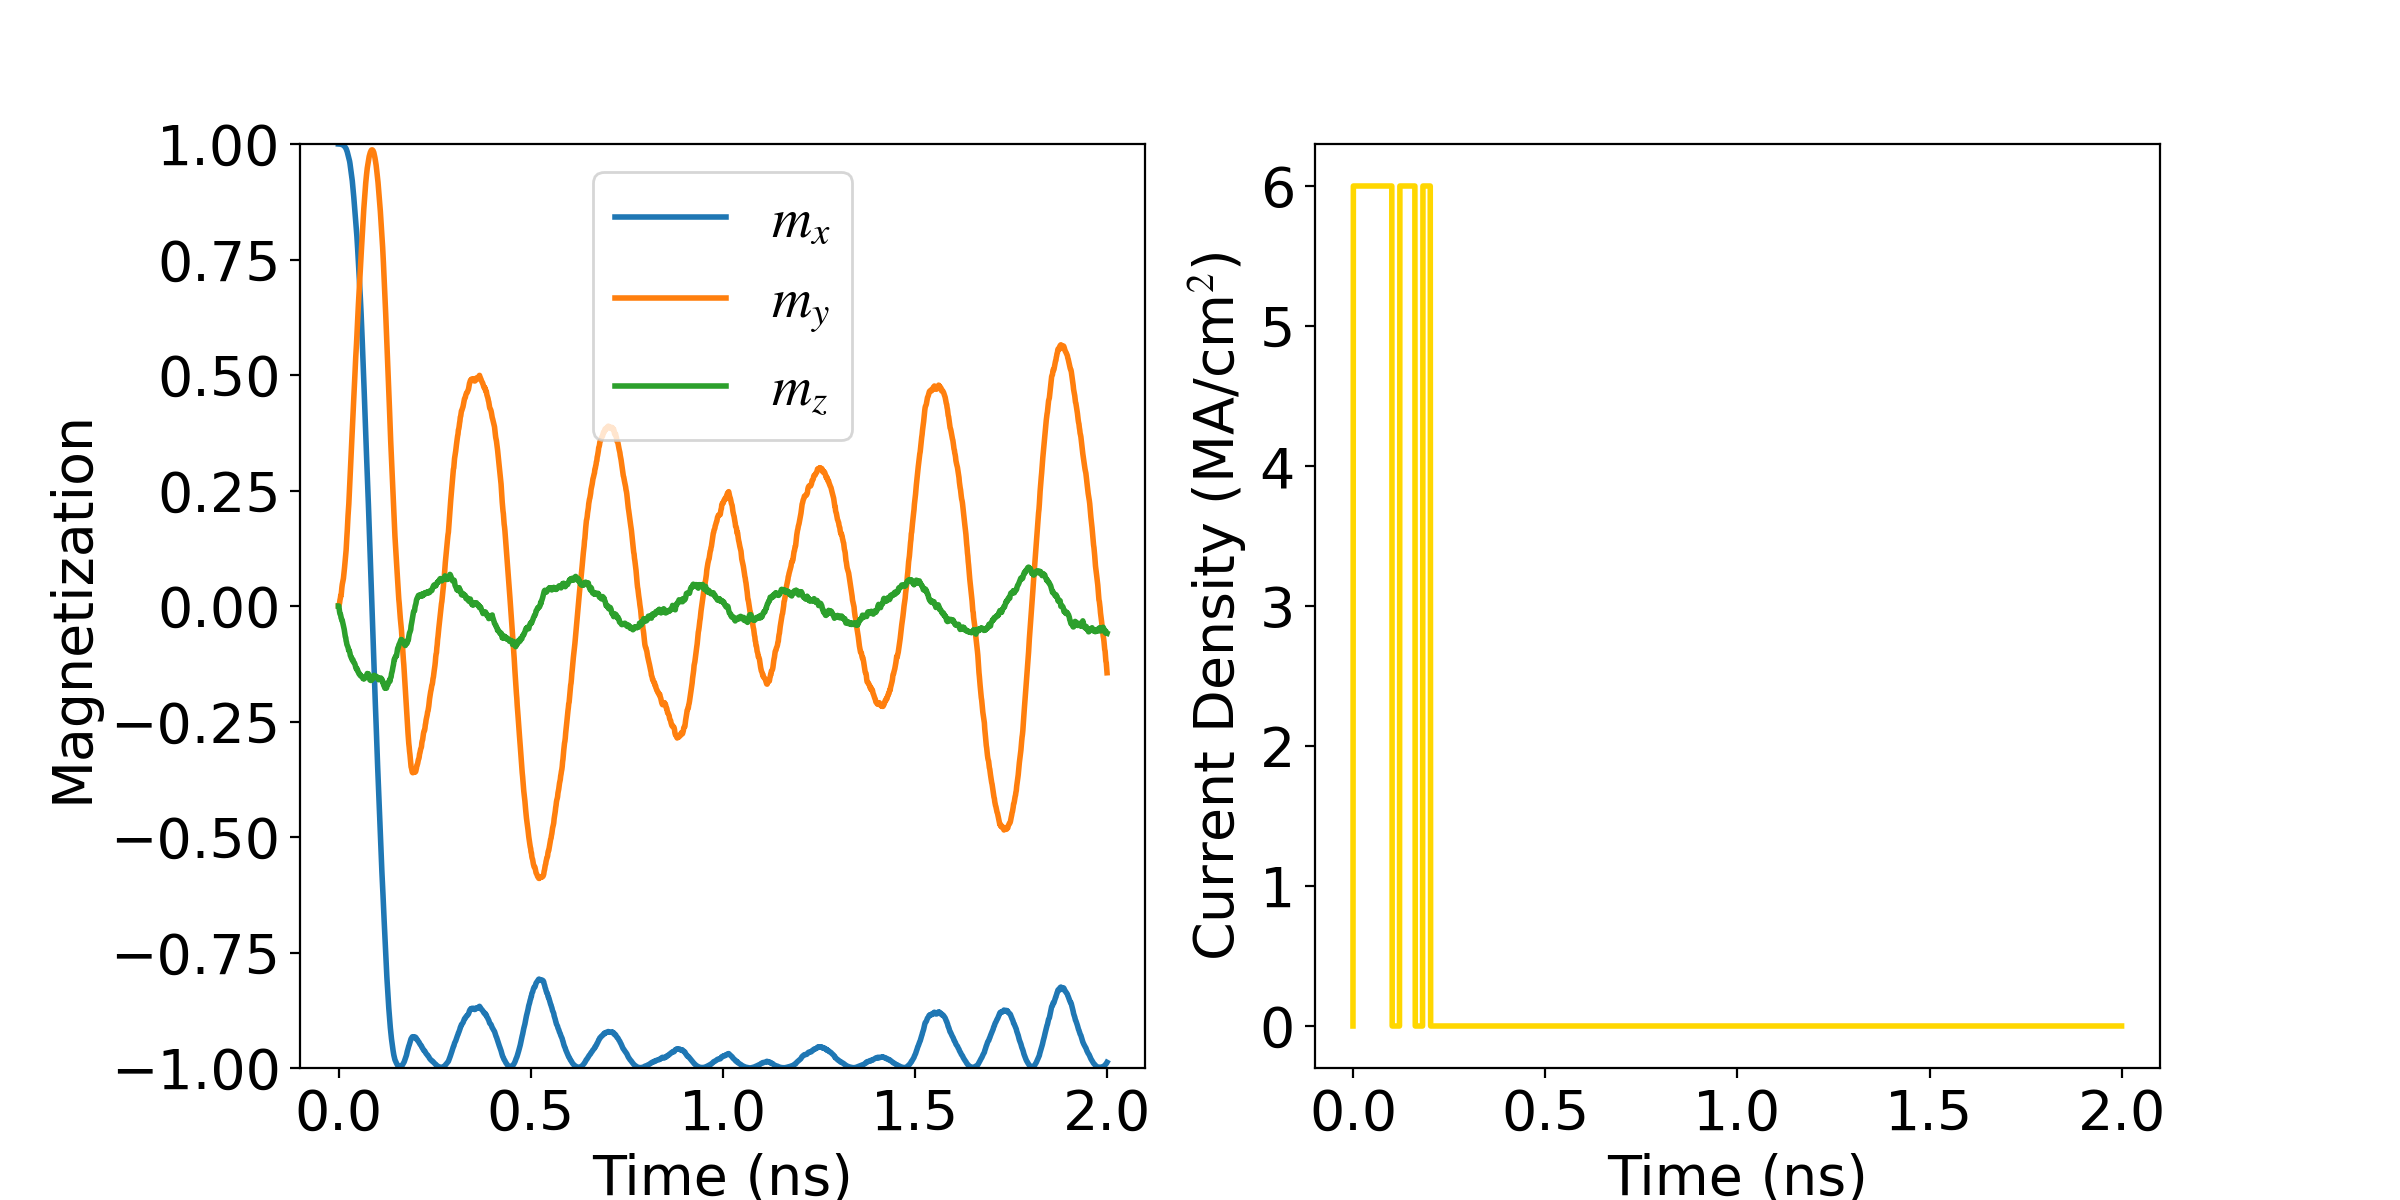 1.00
0.75
0.50
0.25
0.00
−0.25
−0.50
−0.75
−1.00
Magnetization
0.0 0.5 1.0 1.5 2.0
Time (ns)
m_x
m_y
m_z
6
5
4
3
2
1
0
Current Density (MA/cm²)
0.0 0.5 1.0 1.5 2.0
Time (ns)